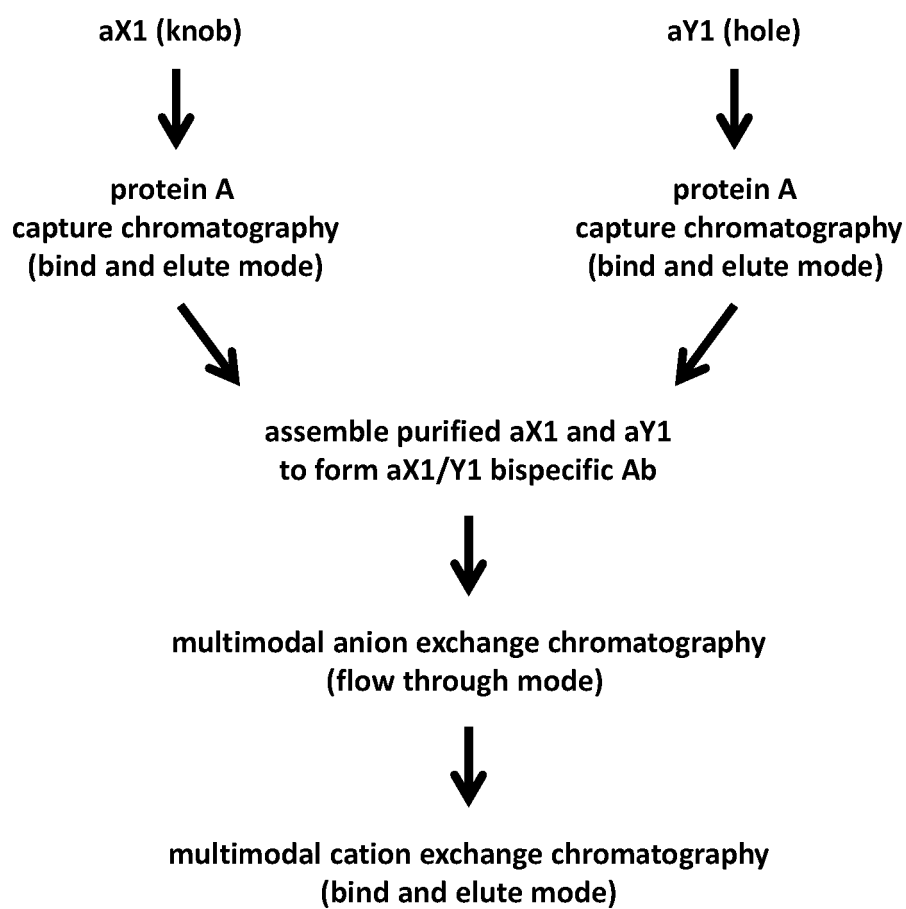 aX1 (knob)
aY1 (hole)
protein A
capture chromatography
(bind and elute mode)
protein A
capture chromatography
(bind and elute mode)
assemble purified aX1 and aY1
to form aX1/Y1 bispecific Ab
multimodal anion exchange chromatography
(flow through mode)
multimodal cation exchange chromatography
(bind and elute mode)